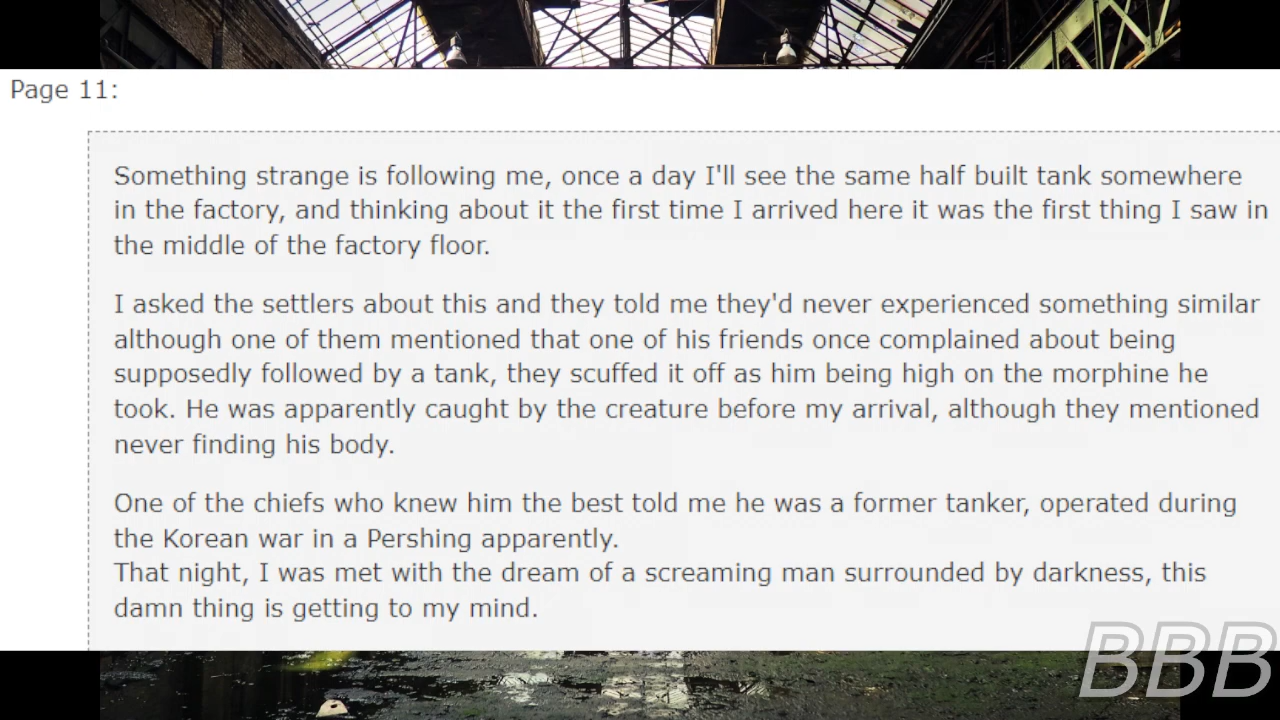 Page 11:
Something strange is following me, once a day I'll see the same half built tank somewhere
in the factory, and thinking about it the first time I arrived here it was the first thing I saw in
the middle of the factory floor.
I asked the settlers about this and they told me they'd never experienced something similar
although one of them mentioned that one of his friends once complained about being
supposedly followed by a tank, they scuffed it off as him being high on the morphine he
took. He was apparently caught by the creature before my arrival, although they mentioned
never finding his body.
One of the chiefs who knew him the best told me he was a former tanker, operated during
the Korean war in a Pershing apparently.
That night, I was met with the dream of a screaming man surrounded by darkness, this
damn thing is getting to my mind.
BBB